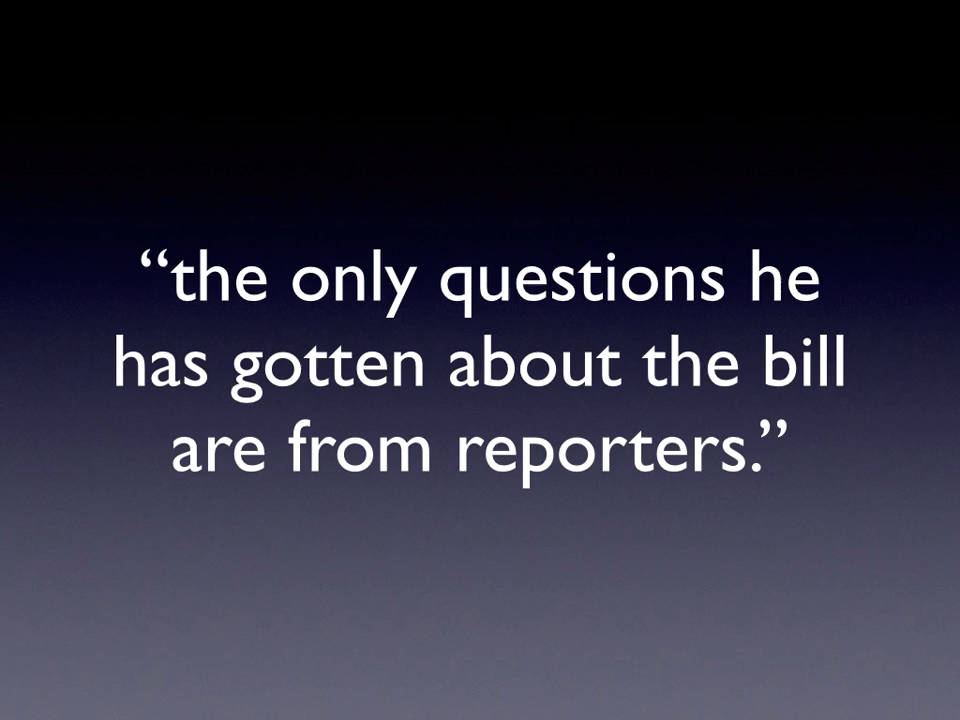 “the only questions he
has gotten about the bill
are from reporters.”